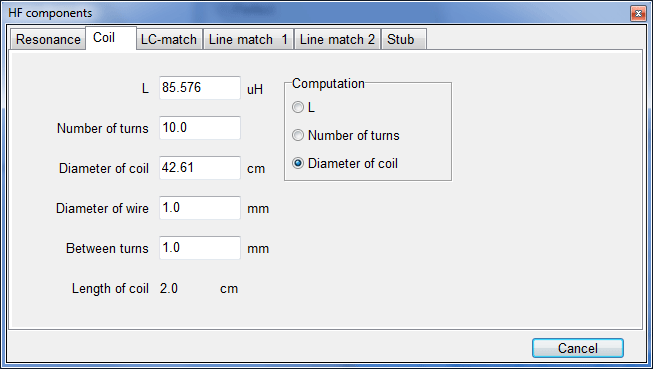 HF components
Resonance Coil LC-match Line match 1 Line match 2 Stub
L 85.576 uH
Number of turns 10.0
Diameter of coil 42.61 cm
Diameter of wire 1.0 mm
Between turns 1.0 mm
Length of coil 2.0 cm
Computation
L
Number of turns
Diameter of coil
Cancel